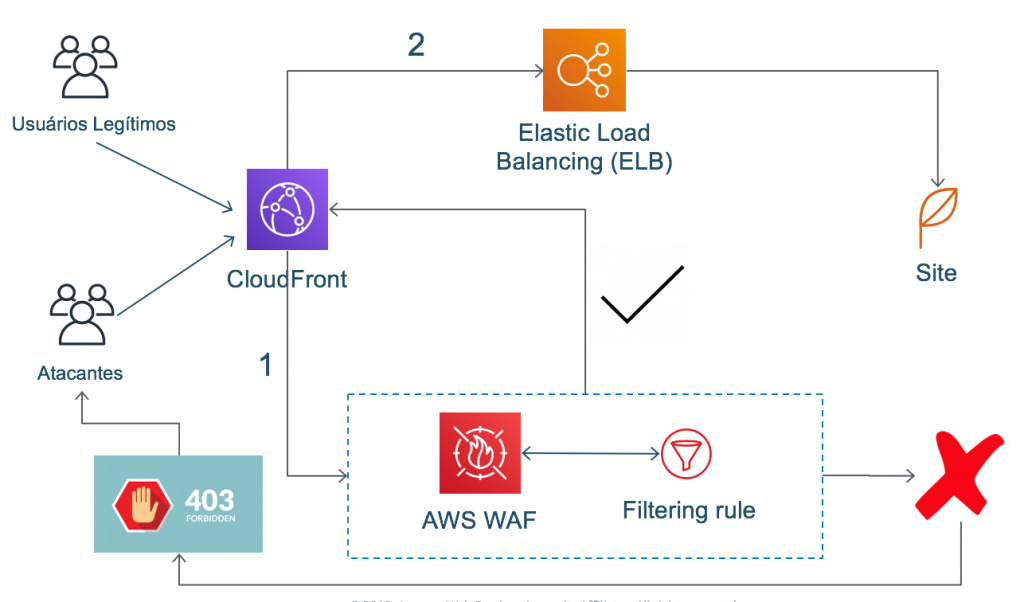 2
Usuários Legítimos
Elastic Load
Balancing (ELB)
CloudFront
Site
1
Atacantes
403
FORBIDDEN
AWS WAF
Filtering rule